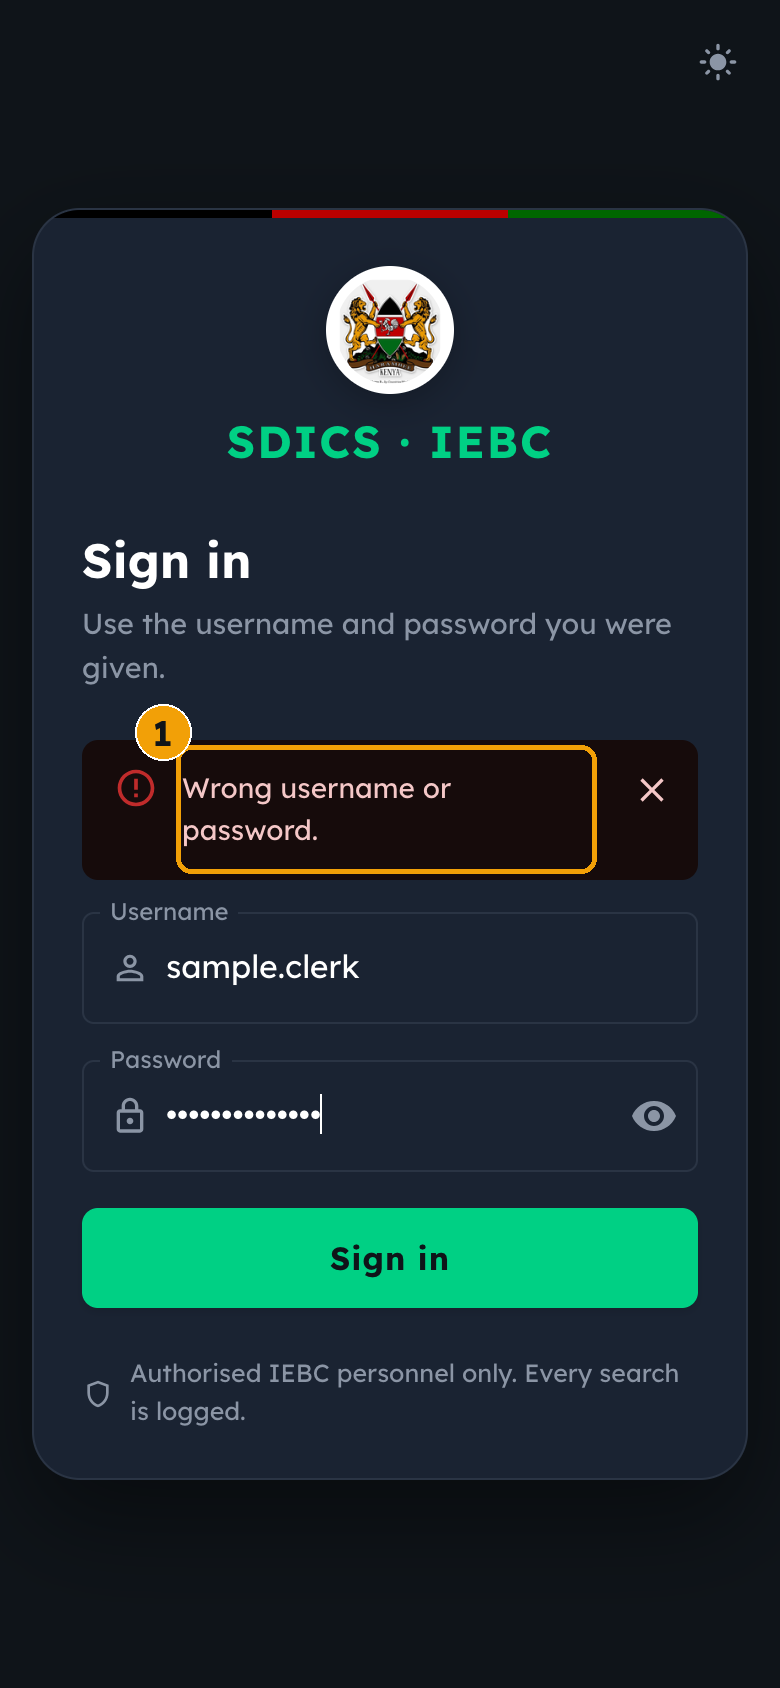 KENYA
SDICS · IEBC
Sign in
Use the username and password you were
given.
1
Wrong username or
password.
Username
sample.clerk
Password
••••••••••••••
Sign in
Authorised IEBC personnel only. Every search
is logged.